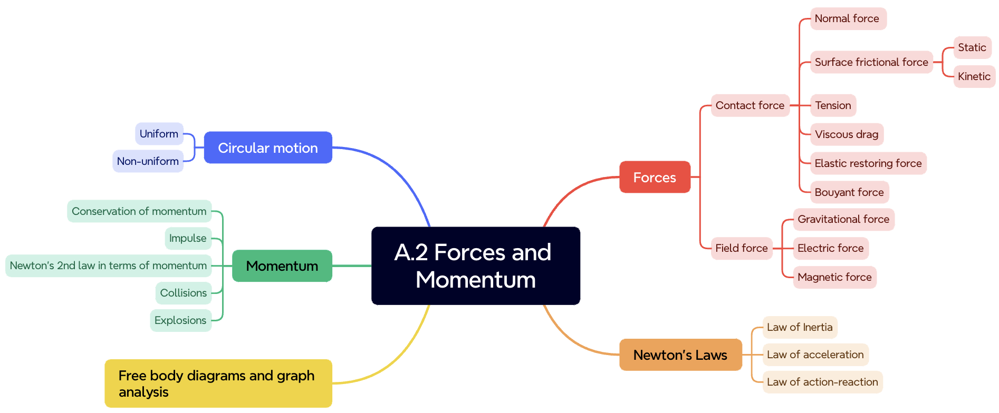 A.2 Forces and
Momentum
Circular motion
Uniform
Non-uniform
Momentum
Conservation of momentum
Impulse
Newton's 2nd law in terms of momentum
Collisions
Explosions
Free body diagrams and graph
analysis
Forces
Contact force
Normal force
Surface frictional force
Static
Kinetic
Tension
Viscous drag
Elastic restoring force
Bouyant force
Field force
Gravitational force
Electric force
Magnetic force
Newton's Laws
Law of Inertia
Law of acceleration
Law of action-reaction